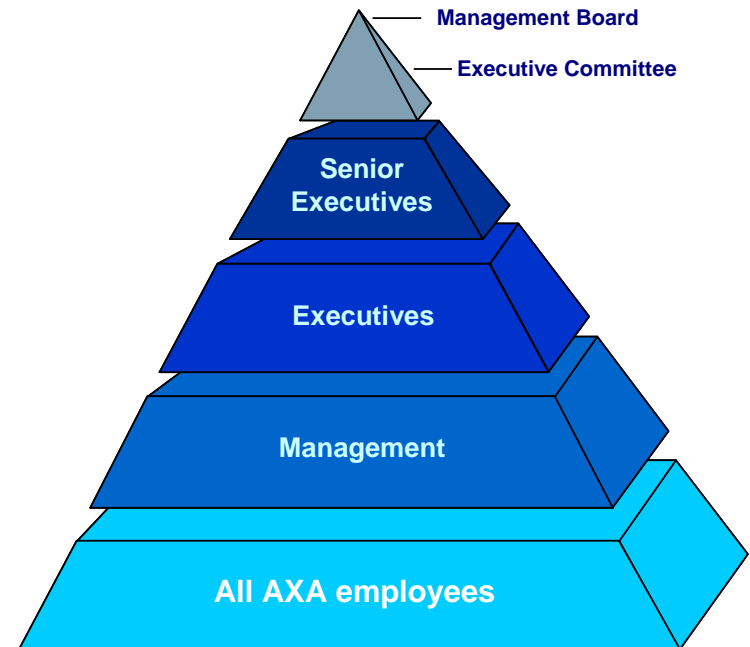 Management Board
Executive Committee
Senior
Executives
Executives
Management
All AXA employees